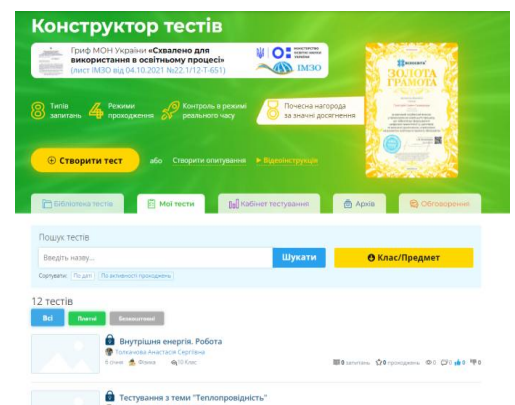 Конструктор тестів
Гриф МОН України «Схвалено для
використання в освітньому процесі»
(лист ІМЗО від 04.10.2021 №22.1/12-Т-651)
ІМЗО
ЗОЛОТА
ГРАМОТА
8 Типів
запитань
4 Режими
проходження
Контроль в режимі
реального часу
Почесна нагорода
за значні досягнення
Створити тест
або
Створити опитування
Відеоінструкція
Бібліотека тестів
Мої тести
Кабінет тестування
Архів
Обговорення
Пошук тестів
Введіть назву...
Шукати
Клас/Предмет
Сортувати: По даті По активності проходжень
12 тестів
Всі
Платні
Безкоштовні
Внутрішня енергія. Робота
Толкачова Анастасія Сергіївна
6 січня Фізика 10 Клас
0 запитань 0 проходжень 0 0 0 0
Тестування з теми "Теплопровідність"